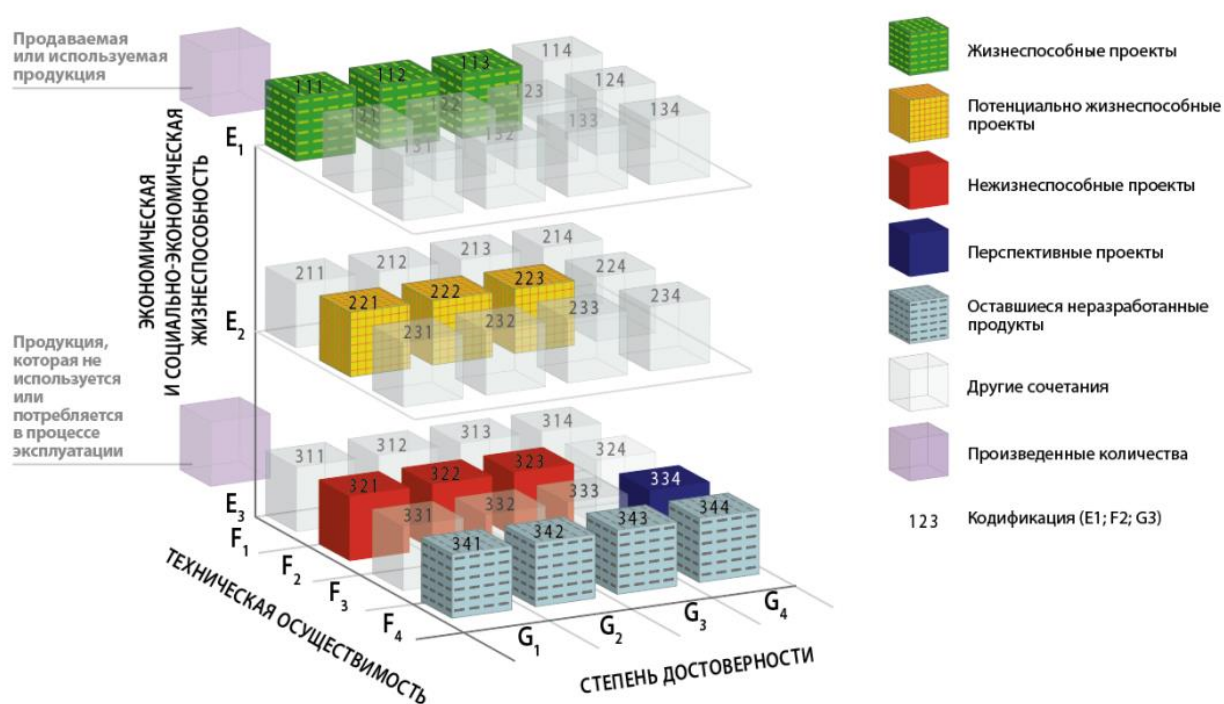 Продаваемая
или используемая
продукция
ЭКОНОМИЧЕСКАЯ
И СОЦИАЛЬНО-ЭКОНОМИЧЕСКАЯ
ЖИЗНЕСПОСОБНОСТЬ
Продукция,
которая не
используется
или
потребляется
в процессе
эксплуатации
E1
111
112
113
114
121
122
123
124
131
132
133
134
E2
211
212
213
214
221
222
223
224
231
232
233
234
E3
311
312
313
314
321
322
323
324
331
332
333
334
341
342
343
344
F1
F2
F3
F4
ТЕХНИЧЕСКАЯ ОСУЩЕСТВИМОСТЬ
G1
G2
G3
G4
СТЕПЕНЬ ДОСТОВЕРНОСТИ
Жизнеспособные проекты
Потенциально жизнеспособные
проекты
Нежизнеспособные проекты
Перспективные проекты
Оставшиеся неразработанные
продукты
Другие сочетания
Произведенные количества
123 Кодификация (E1; F2; G3)